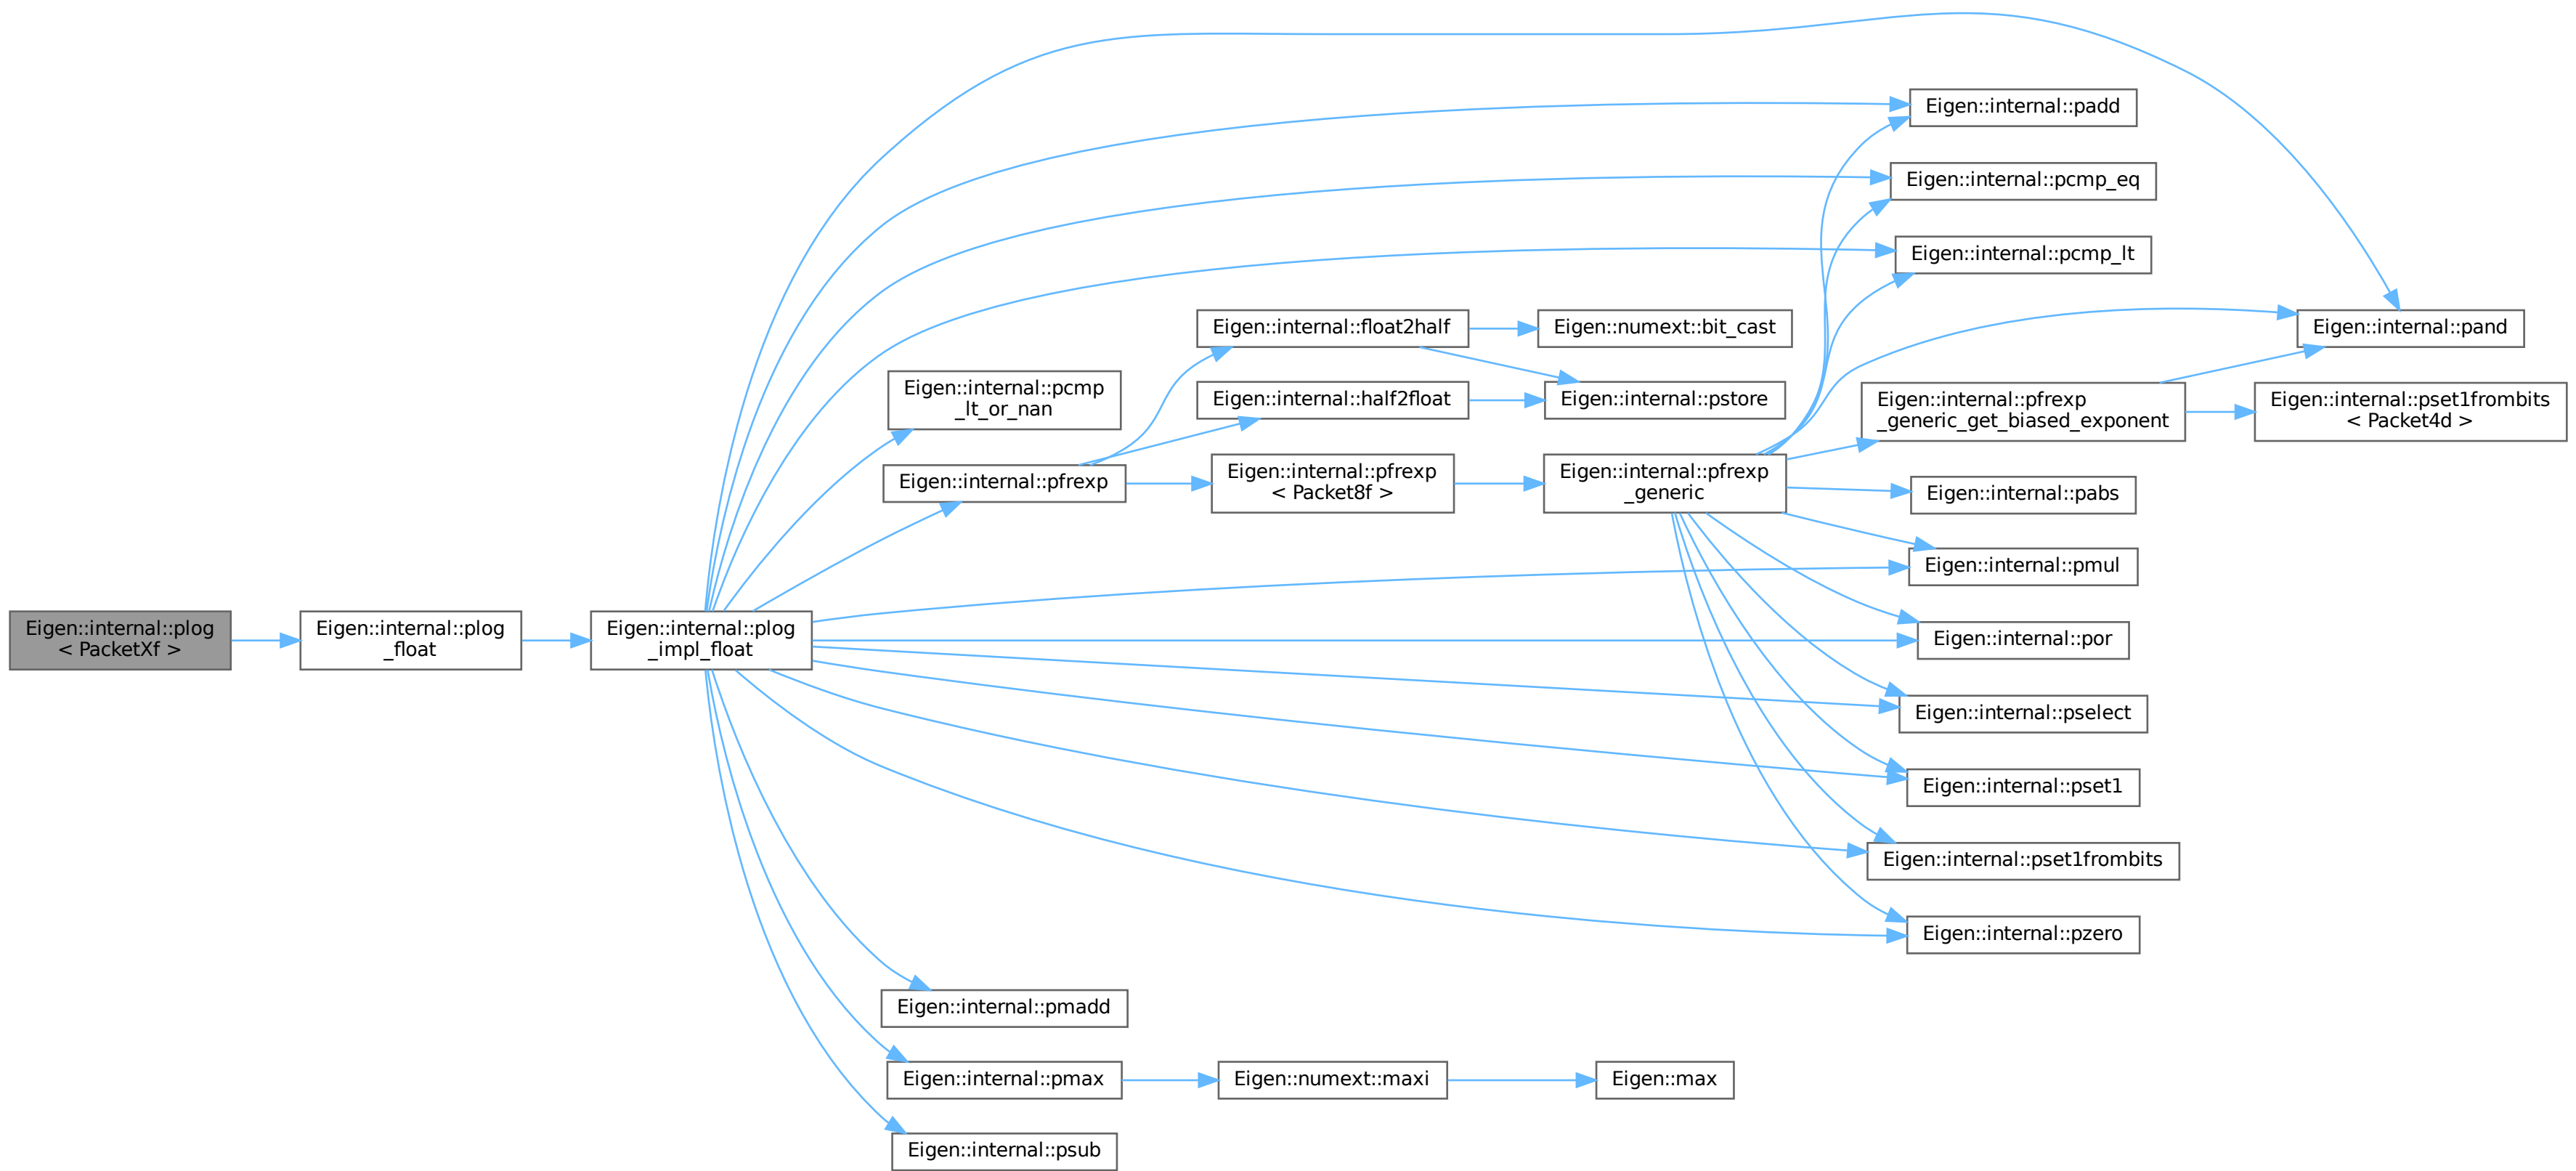 Eigen::internal::plog
< PacketXf >
Eigen::internal::plog
_float
Eigen::internal::plog
_impl_float
Eigen::internal::pcmp
_lt_or_nan
Eigen::internal::pfrexp
Eigen::internal::pmadd
Eigen::internal::pmax
Eigen::internal::psub
Eigen::internal::float2half
Eigen::internal::half2float
Eigen::internal::pfrexp
< Packet8f >
Eigen::numext::maxi
Eigen::numext::bit_cast
Eigen::internal::pstore
Eigen::internal::pfrexp
_generic
Eigen::max
Eigen::internal::padd
Eigen::internal::pcmp_eq
Eigen::internal::pcmp_lt
Eigen::internal::pfrexp
_generic_get_biased_exponent
Eigen::internal::pabs
Eigen::internal::pmul
Eigen::internal::por
Eigen::internal::pselect
Eigen::internal::pset1
Eigen::internal::pset1frombits
Eigen::internal::pzero
Eigen::internal::pand
Eigen::internal::pset1frombits
< Packet4d >